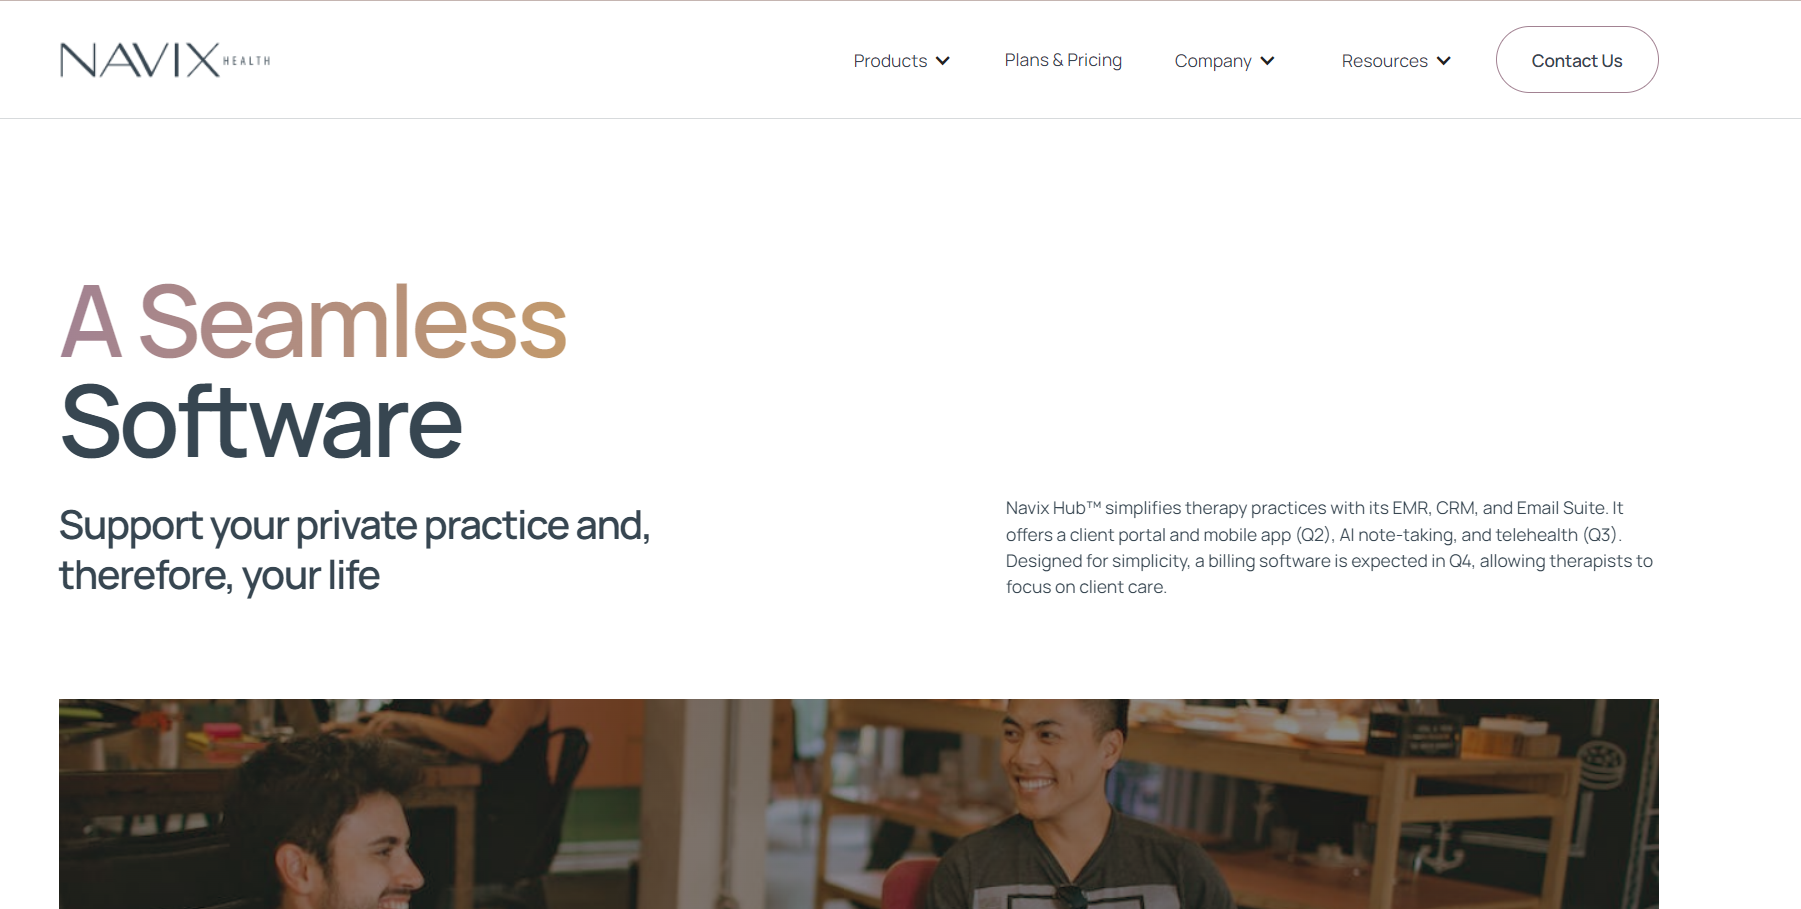 NAVIX HEALTH
Products
Plans & Pricing
Company
Resources
Contact Us
A Seamless
Software
Support your private practice and,
therefore, your life
Navix Hub™ simplifies therapy practices with its EMR, CRM, and Email Suite. It
offers a client portal and mobile app (Q2), AI note-taking, and telehealth (Q3).
Designed for simplicity, a billing software is expected in Q4, allowing therapists to
focus on client care.